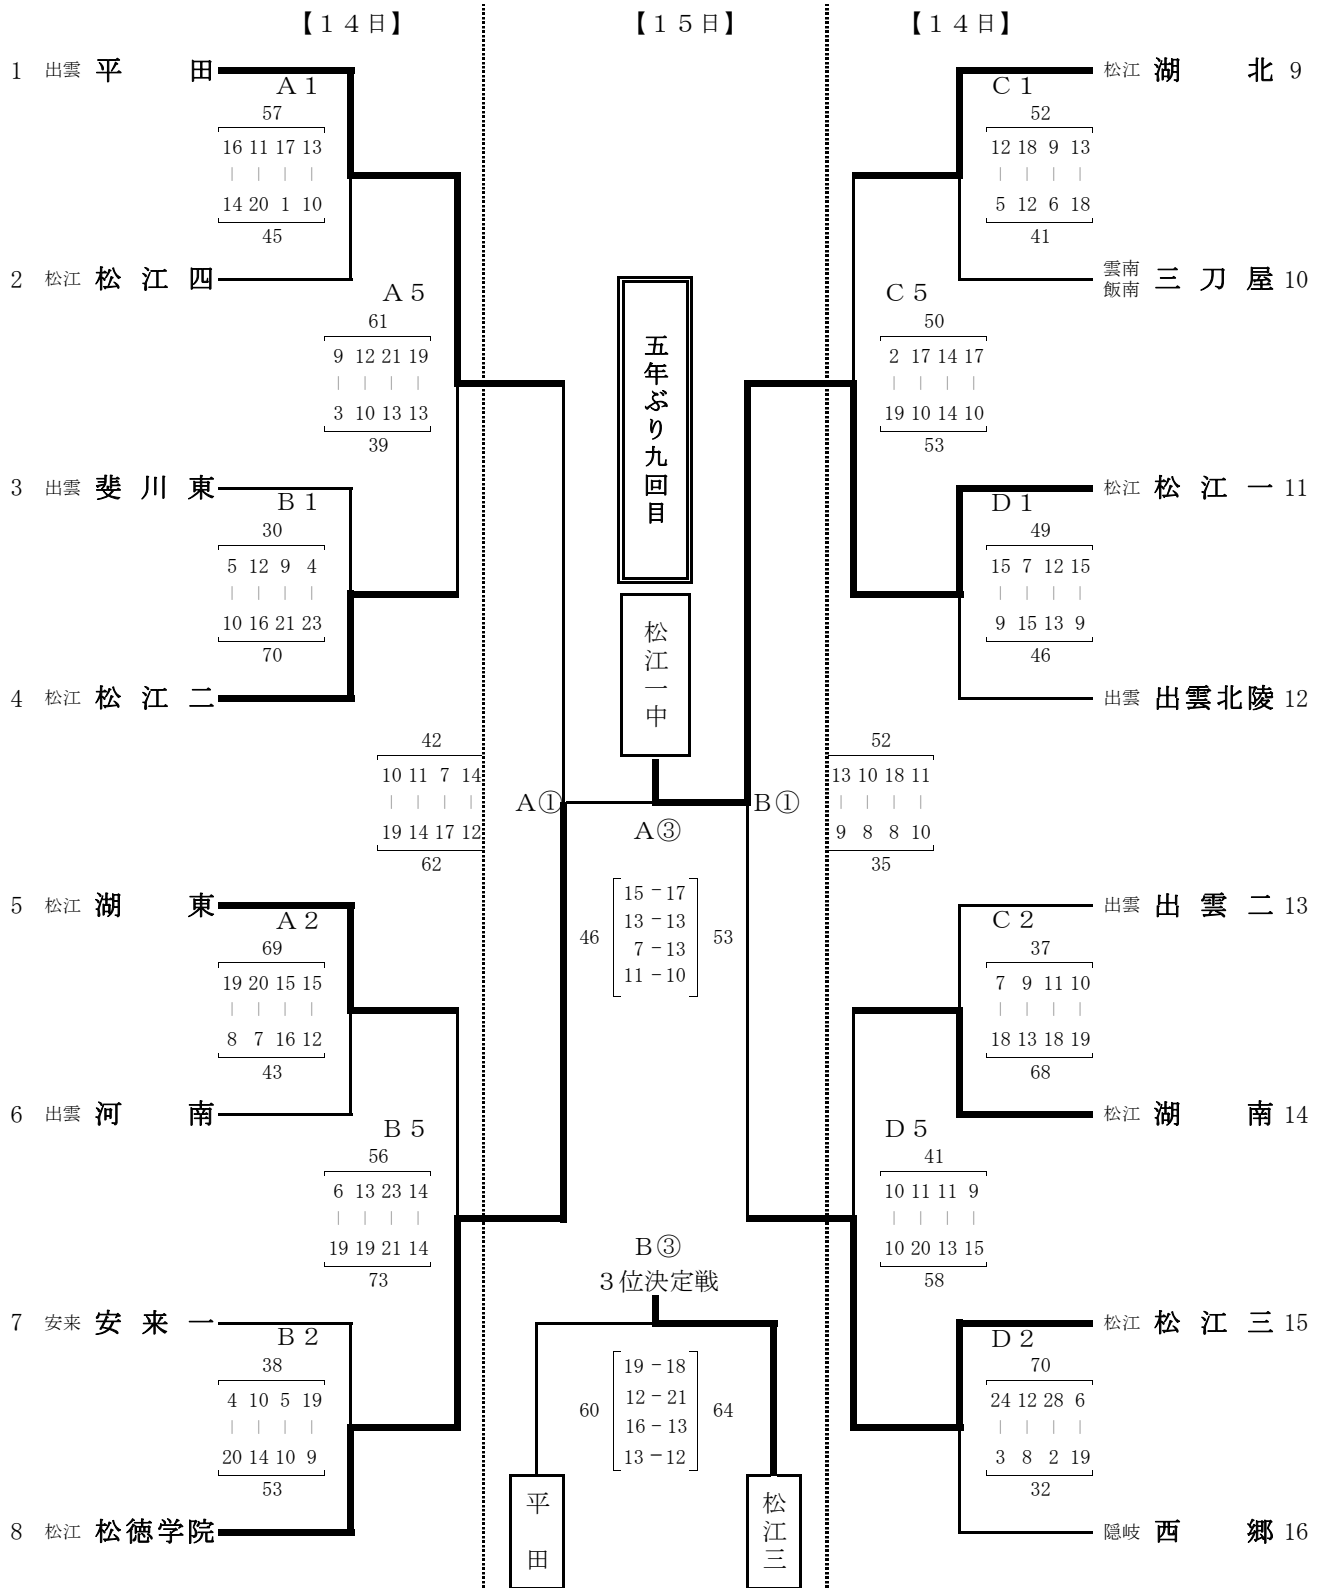 【１４日】
【１５日】
【１４日】
1 出雲 平田
A１
57
16 11 17 13
14 20 1 10
45
2 松江 松江四
A５
61
9 12 21 19
3 10 13 13
39
3 出雲 斐川東
B１
30
5 12 9 4
10 16 21 23
70
4 松江 松江二
42
10 11 7 14
19 14 17 12
62
A①
5 松江 湖東
A２
69
19 20 15 15
8 7 16 12
43
6 出雲 河南
B５
56
6 13 23 14
19 19 21 14
73
7 安来 安来一
B２
38
4 10 5 19
20 14 10 9
53
8 松江 松徳学院
五年ぶり九回目
松江一中
A③
46
15－17
13－13
7－13
11－10
53
B③
３位決定戦
60
19－18
12－21
16－13
13－12
64
平田
松江三
松江 湖北 9
C１
52
12 18 9 13
5 12 6 18
41
雲南
飯南
三刀屋 10
C５
50
2 17 14 17
19 10 14 10
53
松江 松江一 11
D１
49
15 7 12 15
9 15 13 9
46
出雲 出雲北陵 12
52
13 10 18 11
9 8 8 10
35
B①
出雲 出雲二 13
C２
37
7 9 11 10
18 13 18 19
68
松江 湖南 14
D５
41
10 11 11 9
10 20 13 15
58
松江 松江三 15
D２
70
24 12 28 6
3 8 2 19
32
隠岐 西郷 16